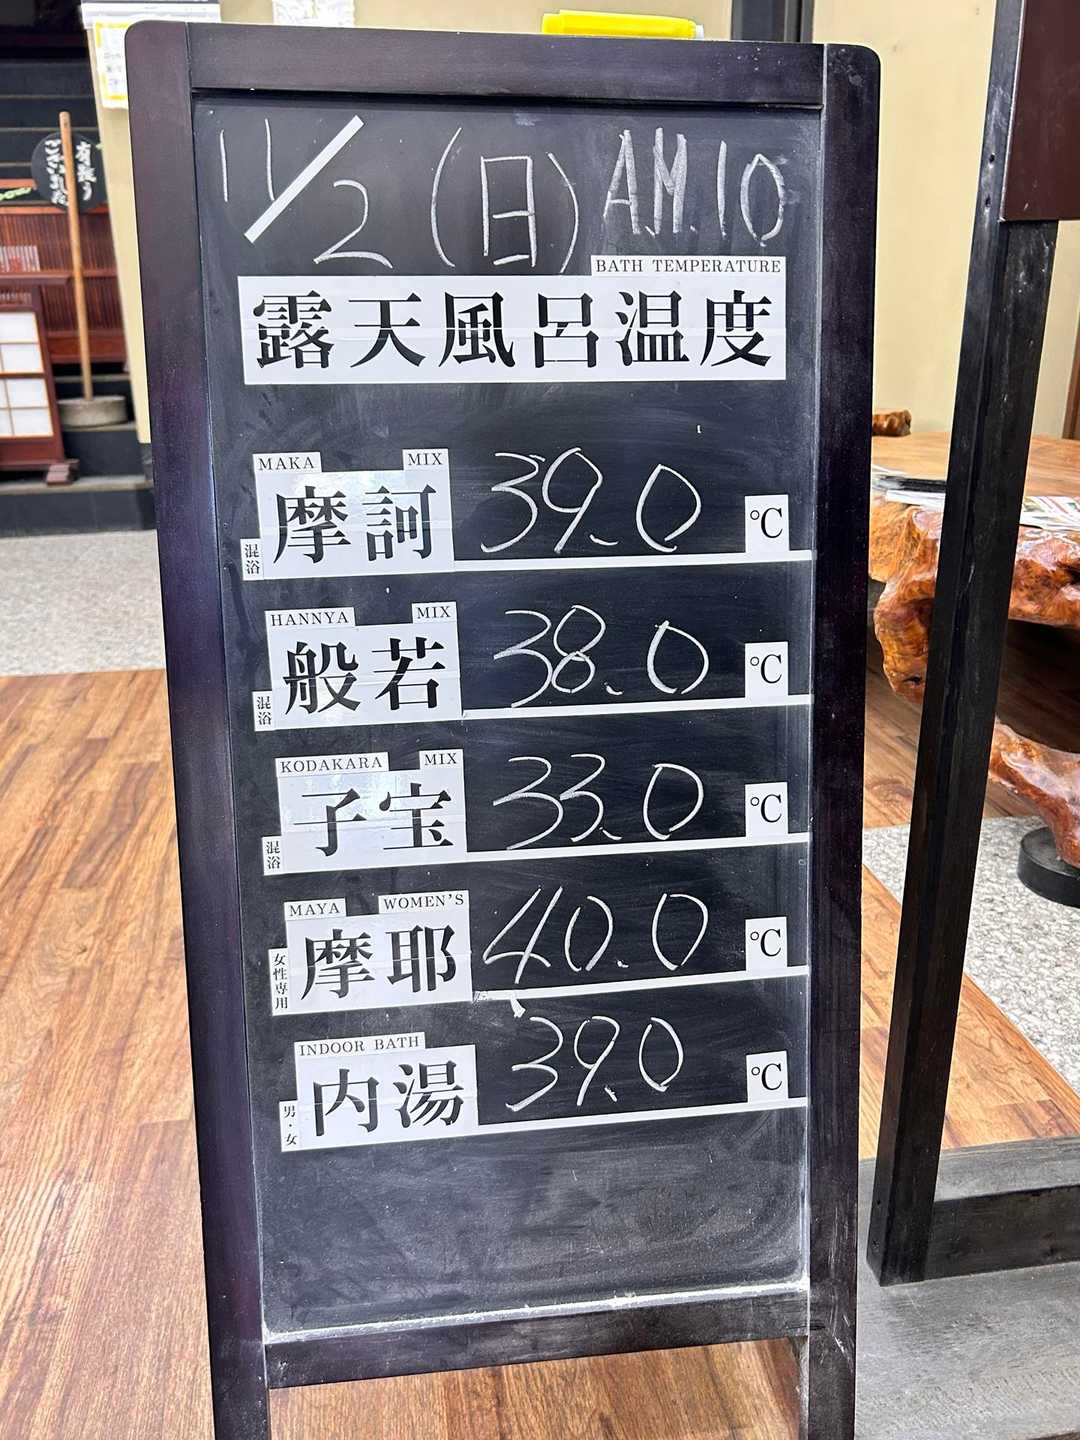 11/2(日) AM.10
BATH TEMPERATURE
露天風呂温度
MAKA MIX
混浴 摩訶 39.0 ℃
HANNYA MIX
混浴 般若 38.0 ℃
KODAKARA MIX
混浴 子宝 33.0 ℃
MAYA WOMEN'S
女性専用 摩耶 40.0 ℃
INDOOR BATH
男・女 内湯 39.0 ℃